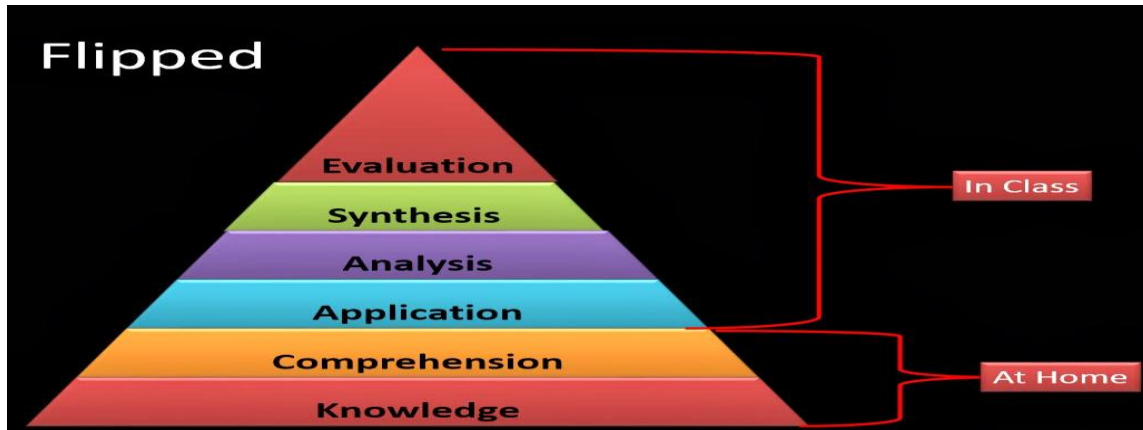 Flipped
Evaluation
Synthesis
In Class
Analysis
Application
Comprehension
At Home
Knowledge